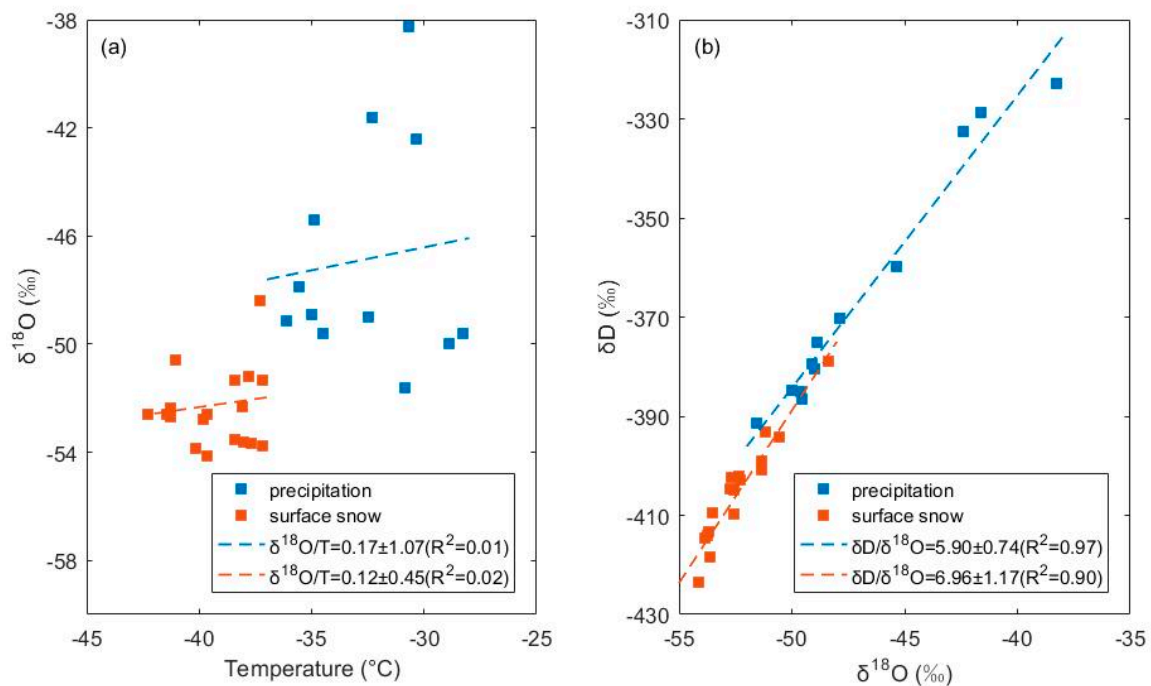 (a)
-38
-42
-46
-50
-54
-58
δ¹⁸O (‰)
-45
-40
-35
-30
-25
Temperature (°C)
precipitation
surface snow
δ¹⁸O/T=0.17±1.07(R²=0.01)
δ¹⁸O/T=0.12±0.45(R²=0.02)
(b)
-310
-330
-350
-370
-390
-410
-430
δD (‰)
-55
-50
-45
-40
-35
δ¹⁸O (‰)
precipitation
surface snow
δD/δ¹⁸O=5.90±0.74(R²=0.97)
δD/δ¹⁸O=6.96±1.17(R²=0.90)